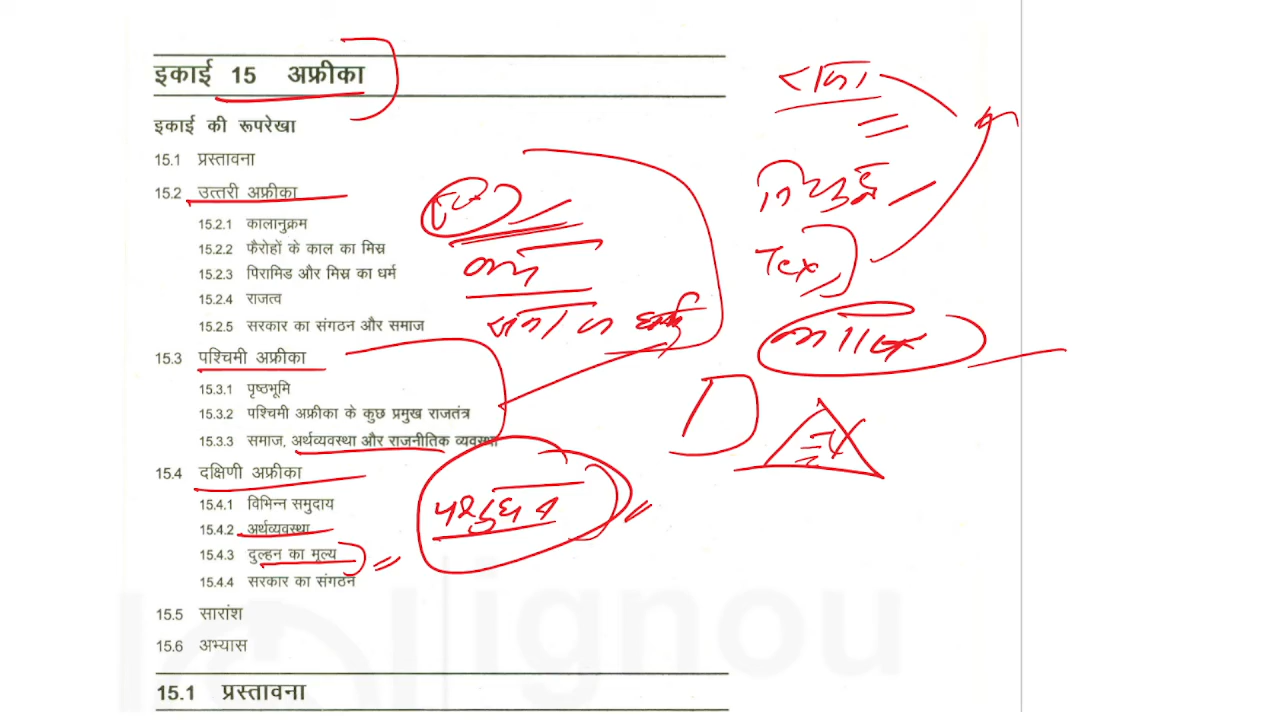 इकाई 15 अफ्रीका
इकाई की रूपरेखा
15.1 प्रस्तावना
15.2 उत्तरी अफ्रीका
15.2.1 कालानुक्रम
15.2.2 फैरोहों के काल का मिस्र
15.2.3 पिरामिड और मिस्र का धर्म
15.2.4 राजत्व
15.2.5 सरकार का संगठन और समाज
15.3 पश्चिमी अफ्रीका
15.3.1 पृष्ठभूमि
15.3.2 पश्चिमी अफ्रीका के कुछ प्रमुख राजतंत्र
15.3.3 समाज, अर्थव्यवस्था और राजनीतिक व्यवस्था
15.4 दक्षिणी अफ्रीका
15.4.1 विभिन्न समुदाय
15.4.2 अर्थव्यवस्था
15.4.3 दुल्हन का मूल्य
15.4.4 सरकार का संगठन
15.5 सारांश
15.6 अभ्यास
15.1 प्रस्तावना
राजा
Tax
पशुधन
ignou